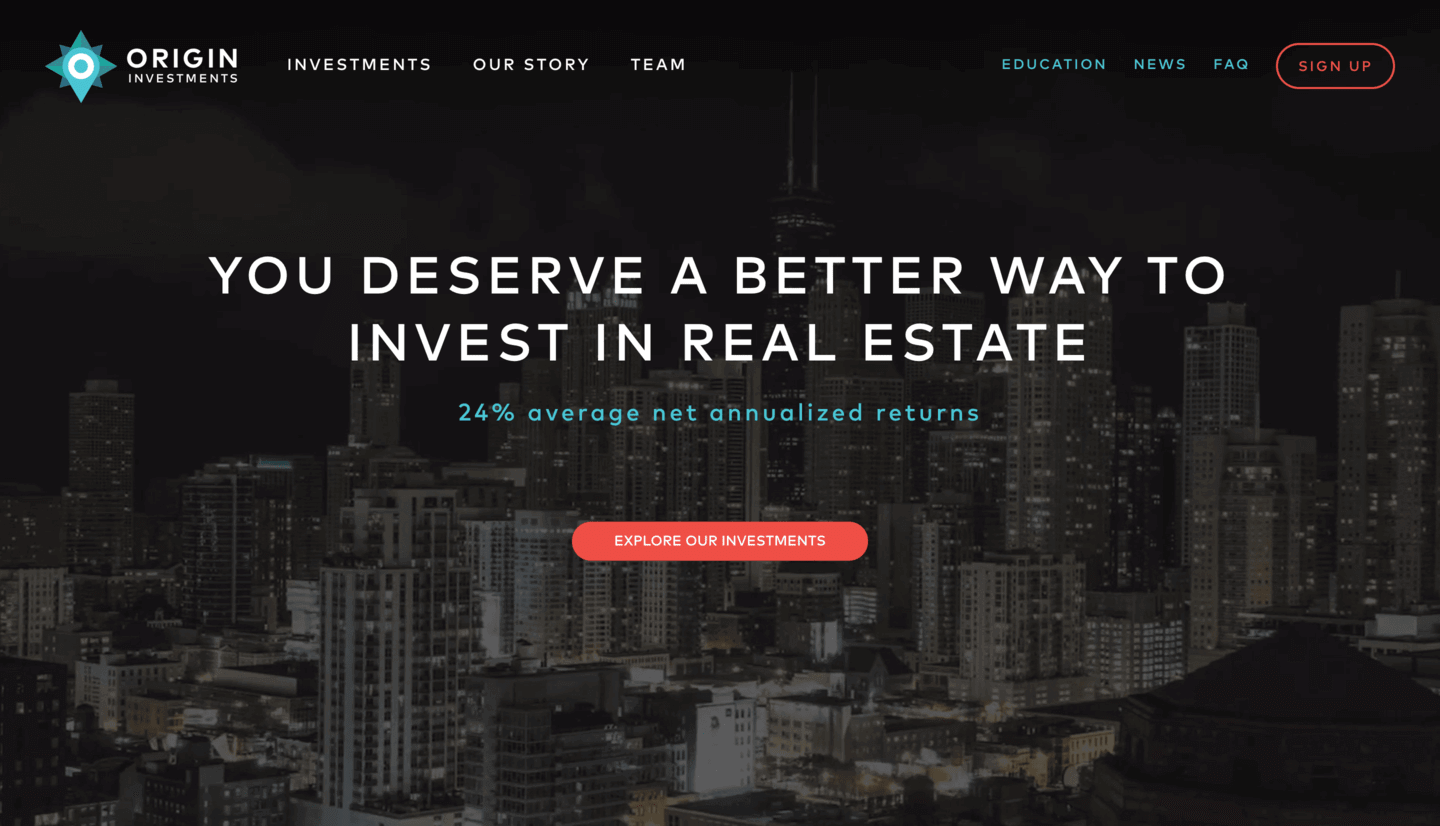 ORIGIN
INVESTMENTS
INVESTMENTS
OUR STORY
TEAM
EDUCATION
NEWS
FAQ
SIGN UP
YOU DESERVE A BETTER WAY TO
INVEST IN REAL ESTATE
24% average net annualized returns
EXPLORE OUR INVESTMENTS